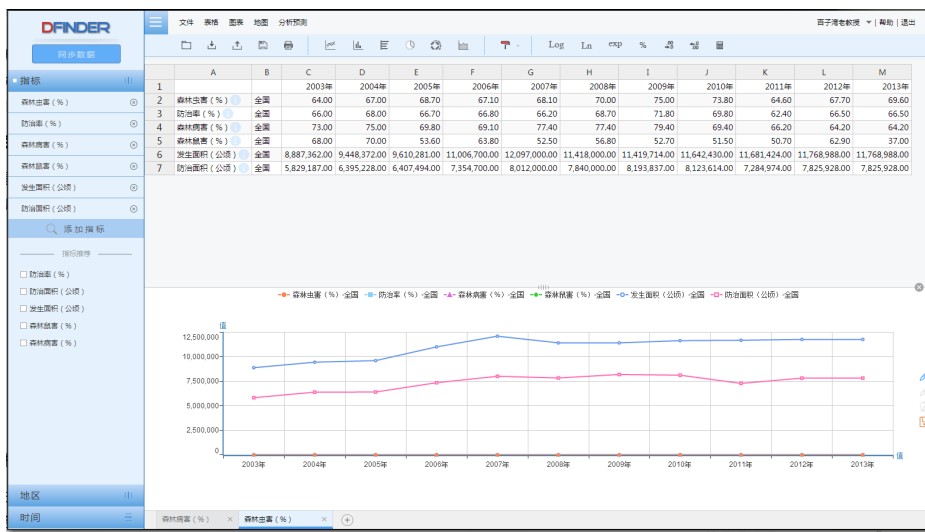 DFINDER
同步数据
文件 表格 图表 地图 分析预测
百子湾老教授 帮助 | 退出
Log Ln exp %
指标
森林虫害（%）
防治率（%）
森林病害（%）
森林鼠害（%）
发生面积（公顷）
防治面积（公顷）
添加指标
指标推荐
防治率（%）
防治面积（公顷）
发生面积（公顷）
森林鼠害（%）
森林病害（%）
地区
时间
A B C D E F G H I J K L M
1 2003年 2004年 2005年 2006年 2007年 2008年 2009年 2010年 2011年 2012年 2013年
2 森林虫害（%） 全国 64.00 67.00 68.70 67.10 68.10 70.00 75.00 73.80 64.60 67.70 69.60
3 防治率（%） 全国 66.00 68.00 66.70 66.80 66.20 68.70 71.80 69.80 62.40 66.50 66.50
4 森林病害（%） 全国 73.00 75.00 69.80 69.10 77.40 77.40 79.40 69.40 66.20 64.20 64.20
5 森林鼠害（%） 全国 68.00 70.00 53.60 63.80 52.50 56.80 52.70 51.50 50.70 62.90 37.00
6 发生面积（公顷） 全国 8,887,362.00 9,448,372.00 9,610,281.00 11,006,700.00 12,097,000.00 11,418,000.00 11,419,714.00 11,642,430.00 11,681,424.00 11,768,988.00 11,768,988.00
7 防治面积（公顷） 全国 5,829,187.00 6,395,228.00 6,407,494.00 7,354,700.00 8,012,000.00 7,840,000.00 8,193,837.00 8,123,614.00 7,284,974.00 7,825,928.00 7,825,928.00
森林虫害（%）-全国 防治率（%）-全国 森林病害（%）-全国 森林鼠害（%）-全国 发生面积（公顷）-全国 防治面积（公顷）-全国
值
12,500,000
10,000,000
7,500,000
5,000,000
2,500,000
0
值
2003年 2004年 2005年 2006年 2007年 2008年 2009年 2010年 2011年 2012年 2013年
森林病害（%） × 森林虫害（%） ×